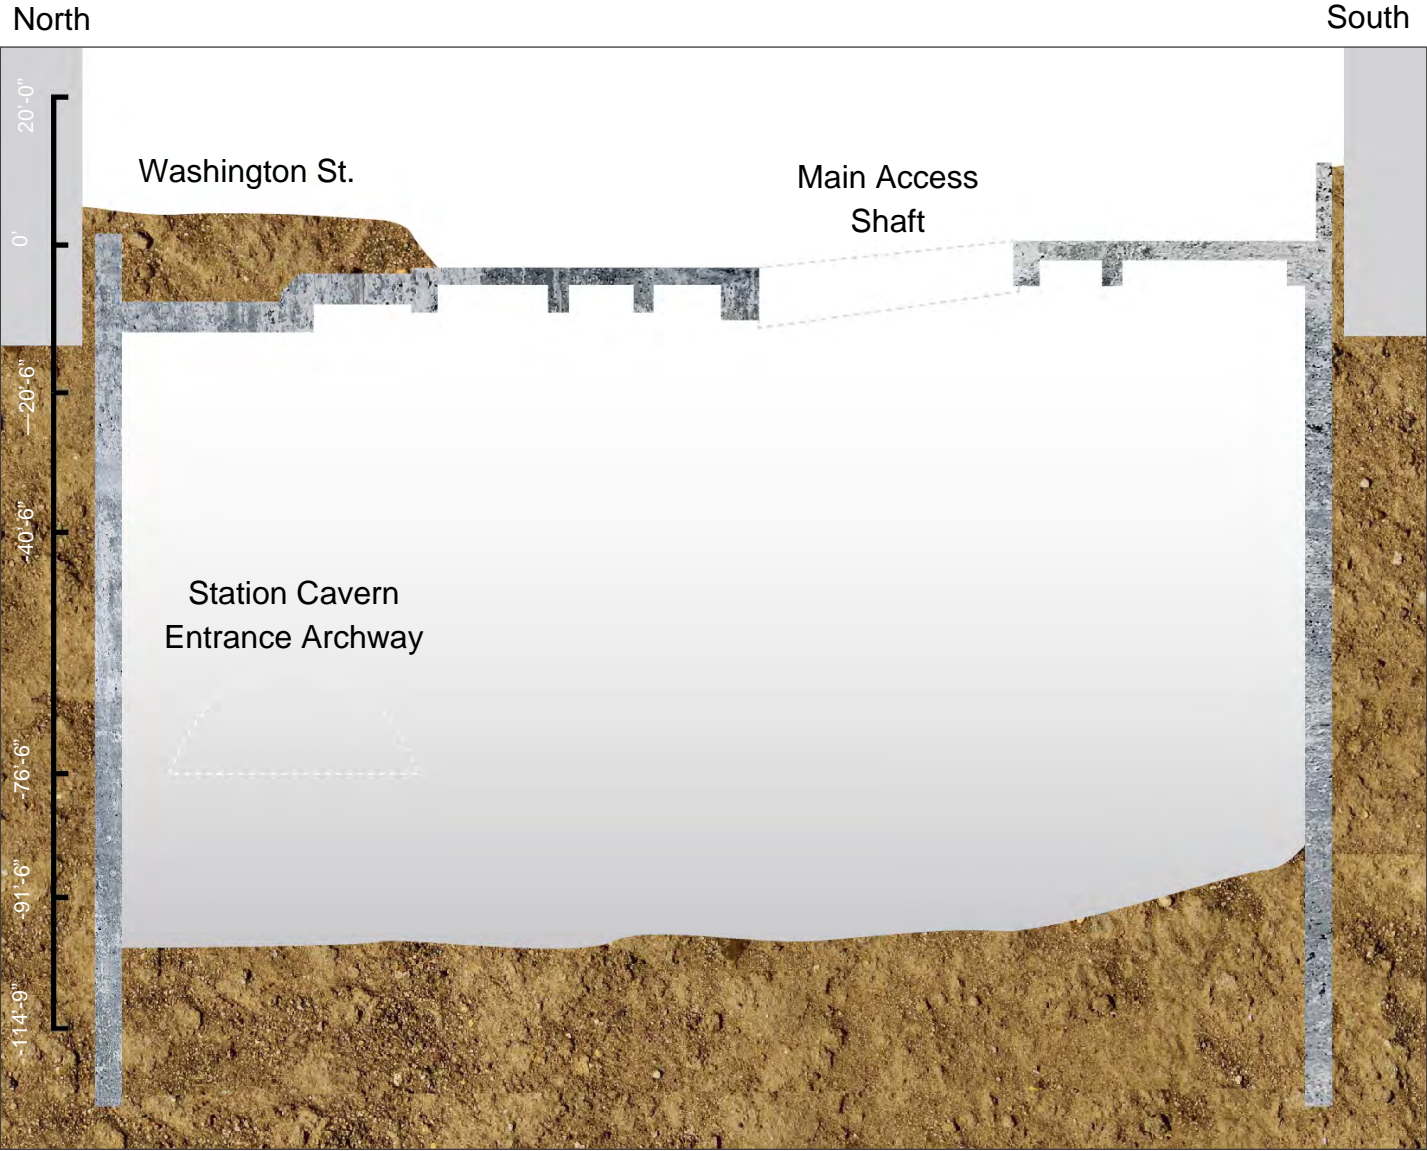 North
South
20'-0"
Washington St.
Main Access
Shaft
0'
—20'-6"
-40'-6"
Station Cavern
Entrance Archway
-76'-6"
-91'-6"
-114'-9"